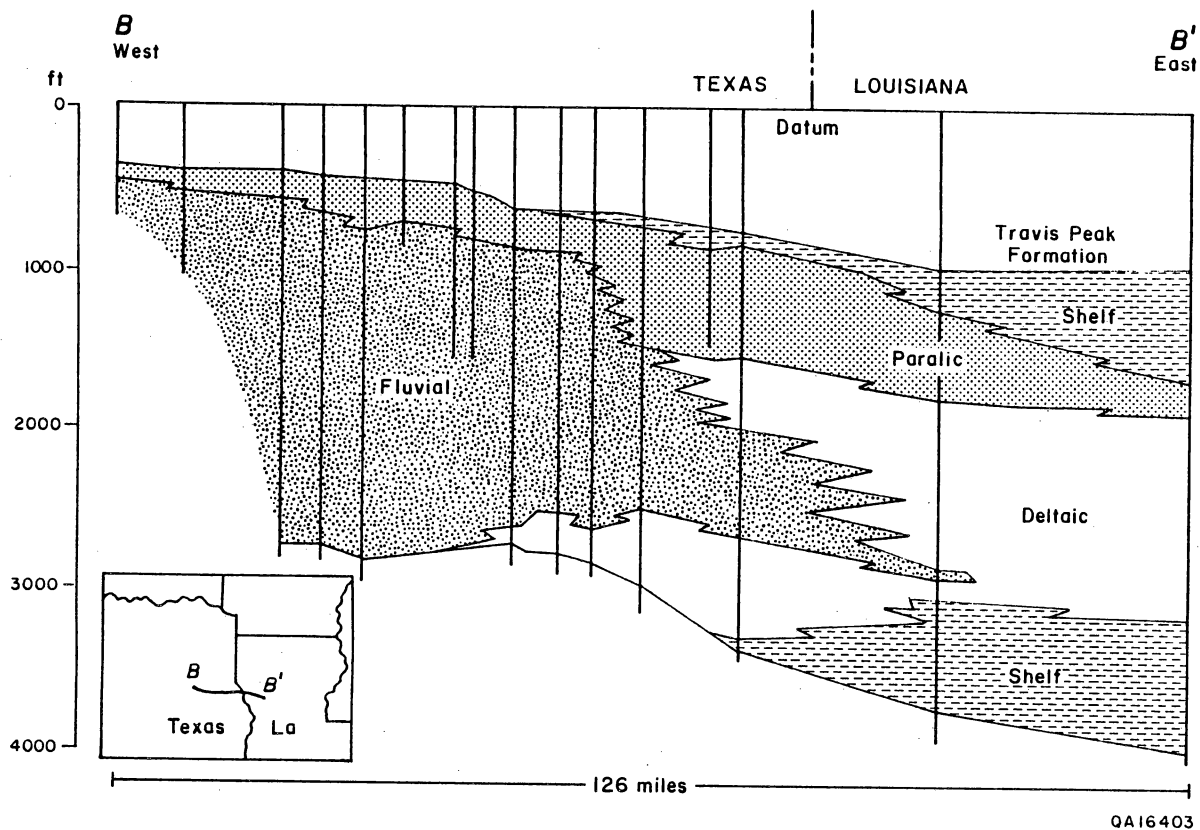 B
West
B'
East
ft
TEXAS
LOUISIANA
0
Datum
Travis Peak
Formation
1000
Shelf
Paralic
Fluvial
2000
Deltaic
3000
B
B'
Shelf
Texas
La
4000
126 miles
QA16403